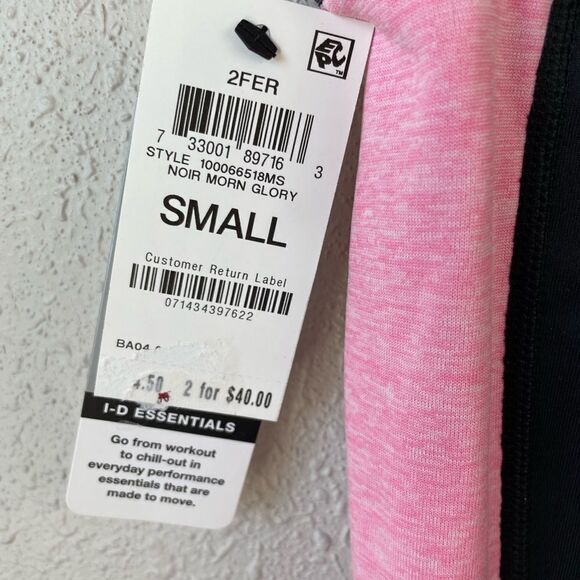 EPC™
2FER
7 33001 89716 3
STYLE 100066518MS
NOIR MORN GLORY
SMALL
Customer Return Label
071434397622
BA04
4.50 2 for $40.00
I-D ESSENTIALS
Go from workout
to chill-out in
everyday performance
essentials that are
made to move.